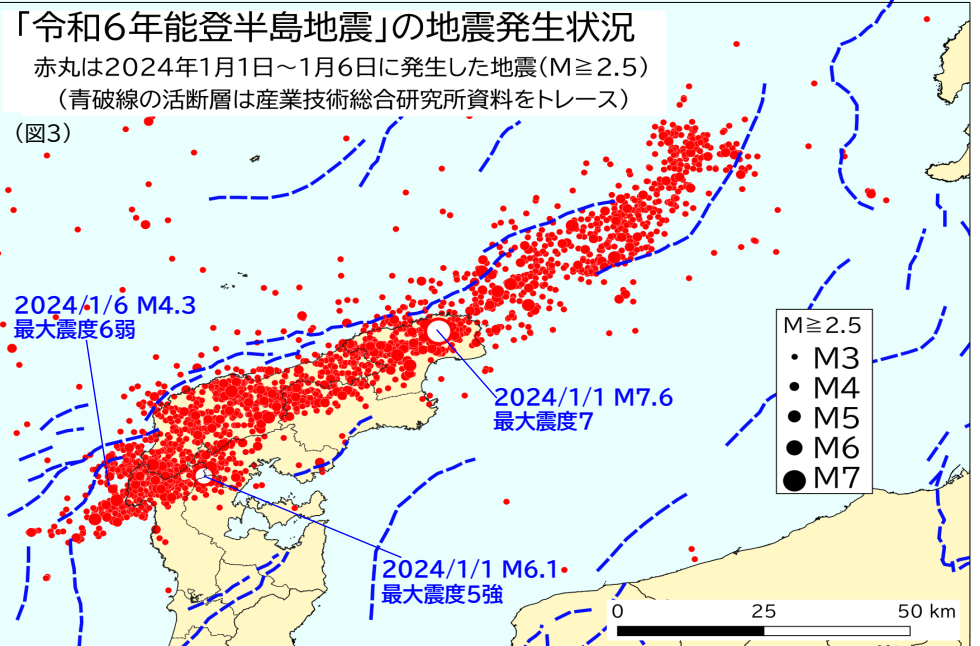 「令和6年能登半島地震」の地震発生状況
赤丸は2024年1月1日～1月6日に発生した地震(M≧2.5)
(青破線の活断層は産業技術総合研究所資料をトレース)
(図3)
2024/1/6 M4.3
最大震度6弱
M≧2.5
M3
M4
M5
M6
M7
2024/1/1 M7.6
最大震度7
2024/1/1 M6.1
最大震度5強
0 25 50 km